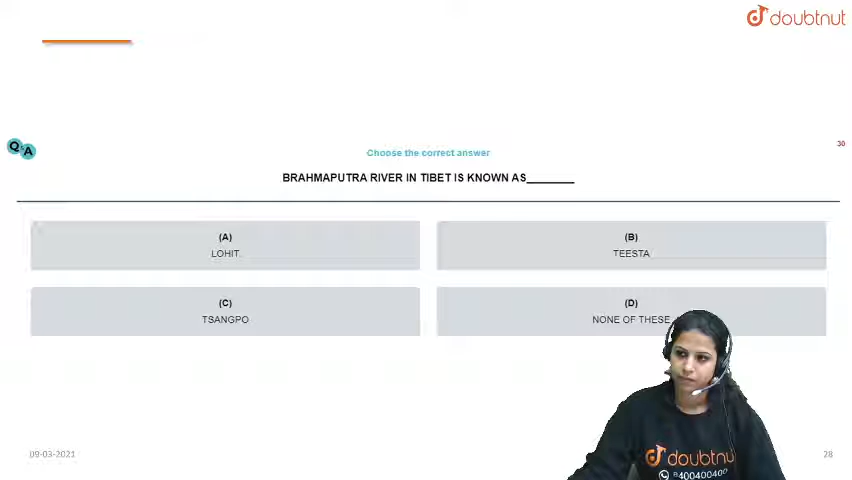 doubtnut
Q&A
30
Choose the correct answer
BRAHMAPUTRA RIVER IN TIBET IS KNOWN AS________
(A)
LOHIT
(B)
TEESTA
(C)
TSANGPO
(D)
NONE OF THESE
doubtnut
8400400400
09-03-2021
28